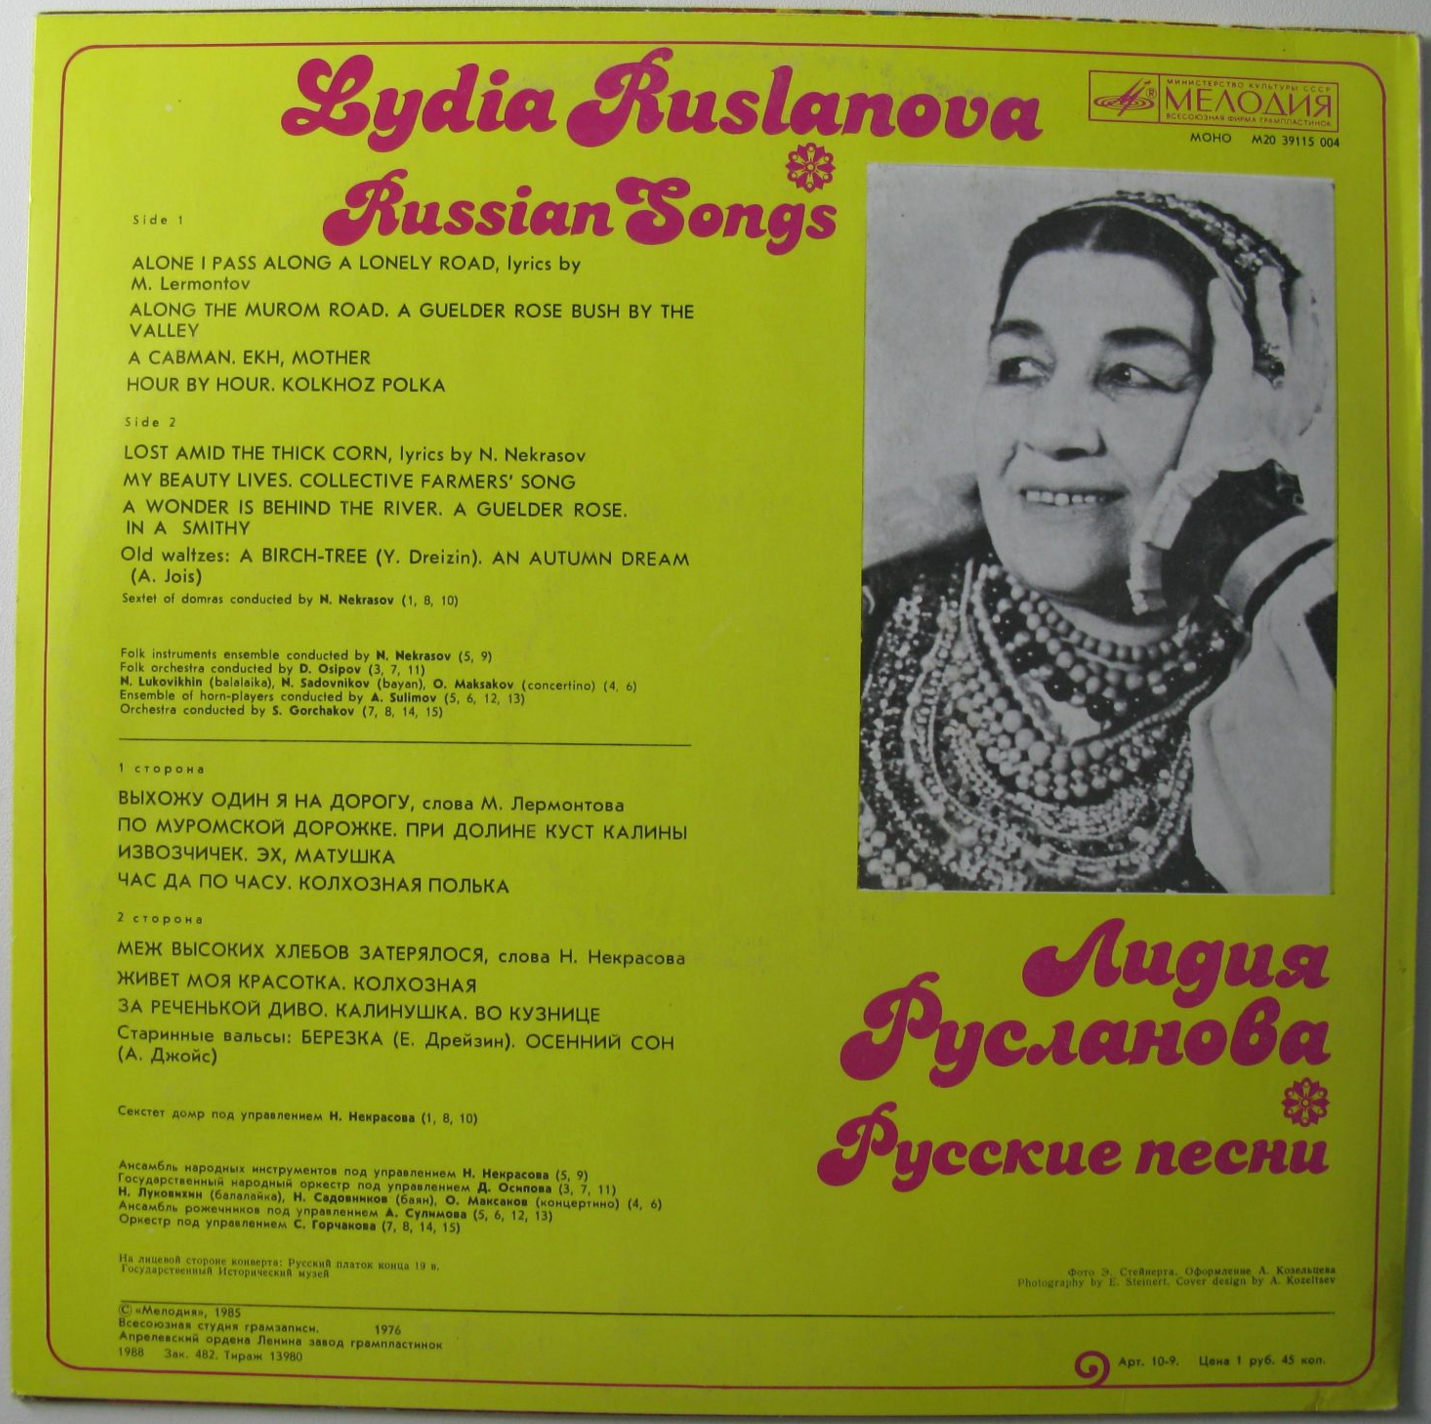 Lydia Ruslanova
Russian Songs
МИНИСТЕРСТВО КУЛЬТУРЫ СССР
МЕЛОДИЯ
ВСЕСОЮЗНАЯ ФИРМА ГРАМПЛАСТИНОК
МОНО М20 39115 004
Side 1
ALONE I PASS ALONG A LONELY ROAD, lyrics by
M. Lermontov
ALONG THE MUROM ROAD. A GUELDER ROSE BUSH BY THE
VALLEY
A CABMAN. EKH, MOTHER
HOUR BY HOUR. KOLKHOZ POLKA
Side 2
LOST AMID THE THICK CORN, lyrics by N. Nekrasov
MY BEAUTY LIVES. COLLECTIVE FARMERS' SONG
A WONDER IS BEHIND THE RIVER. A GUELDER ROSE.
IN A SMITHY
Old waltzes: A BIRCH-TREE (Y. Dreizin). AN AUTUMN DREAM
(A. Jois)
Sextet of domras conducted by N. Nekrasov (1, 8, 10)
Folk instruments ensemble conducted by N. Nekrasov (5, 9)
Folk orchestra conducted by D. Osipov (3, 7, 11)
N. Lukovikhin (balalaika), N. Sadovnikov (bayan), O. Maksakov (concertino) (4, 6)
Ensemble of horn-players conducted by A. Sulimov (5, 6, 12, 13)
Orchestra conducted by S. Gorchakov (7, 8, 14, 15)
1 сторона
ВЫХОЖУ ОДИН Я НА ДОРОГУ, слова М. Лермонтова
ПО МУРОМСКОЙ ДОРОЖКЕ. ПРИ ДОЛИНЕ КУСТ КАЛИНЫ
ИЗВОЗЧИЧЕК. ЭХ, МАТУШКА
ЧАС ДА ПО ЧАСУ. КОЛХОЗНАЯ ПОЛЬКА
2 сторона
МЕЖ ВЫСОКИХ ХЛЕБОВ ЗАТЕРЯЛОСЯ, слова Н. Некрасова
ЖИВЕТ МОЯ КРАСОТКА. КОЛХОЗНАЯ
ЗА РЕЧЕНЬКОЙ ДИВО. КАЛИНУШКА. ВО КУЗНИЦЕ
Старинные вальсы: БЕРЕЗКА (Е. Дрейзин). ОСЕННИЙ СОН
(А. Джойс)
Секстет домр под управлением Н. Некрасова (1, 8, 10)
Ансамбль народных инструментов под управлением Н. Некрасова (5, 9)
Государственный народный оркестр под управлением Д. Осипова (3, 7, 11)
Н. Луковихин (балалайка), Н. Садовников (баян), О. Максаков (концертино) (4, 6)
Ансамбль рожечников под управлением А. Сулимова (5, 6, 12, 13)
Оркестр под управлением С. Горчакова (7, 8, 14, 15)
На лицевой стороне конверта: Русский платок конца 19 в.
Государственный Исторический музей
Лидия
Русланова
Русские песни
Фото Э. Стейнерта. Оформление А. Козельцева
Photography by E. Steinert. Cover design by A. Kozeltsev
© «Мелодия», 1985
Всесоюзная студия грамзаписи. 1976
Апрелевский ордена Ленина завод грампластинок
1988 Зак. 482. Тираж 13980
Арт. 10-9. Цена 1 руб. 45 коп.